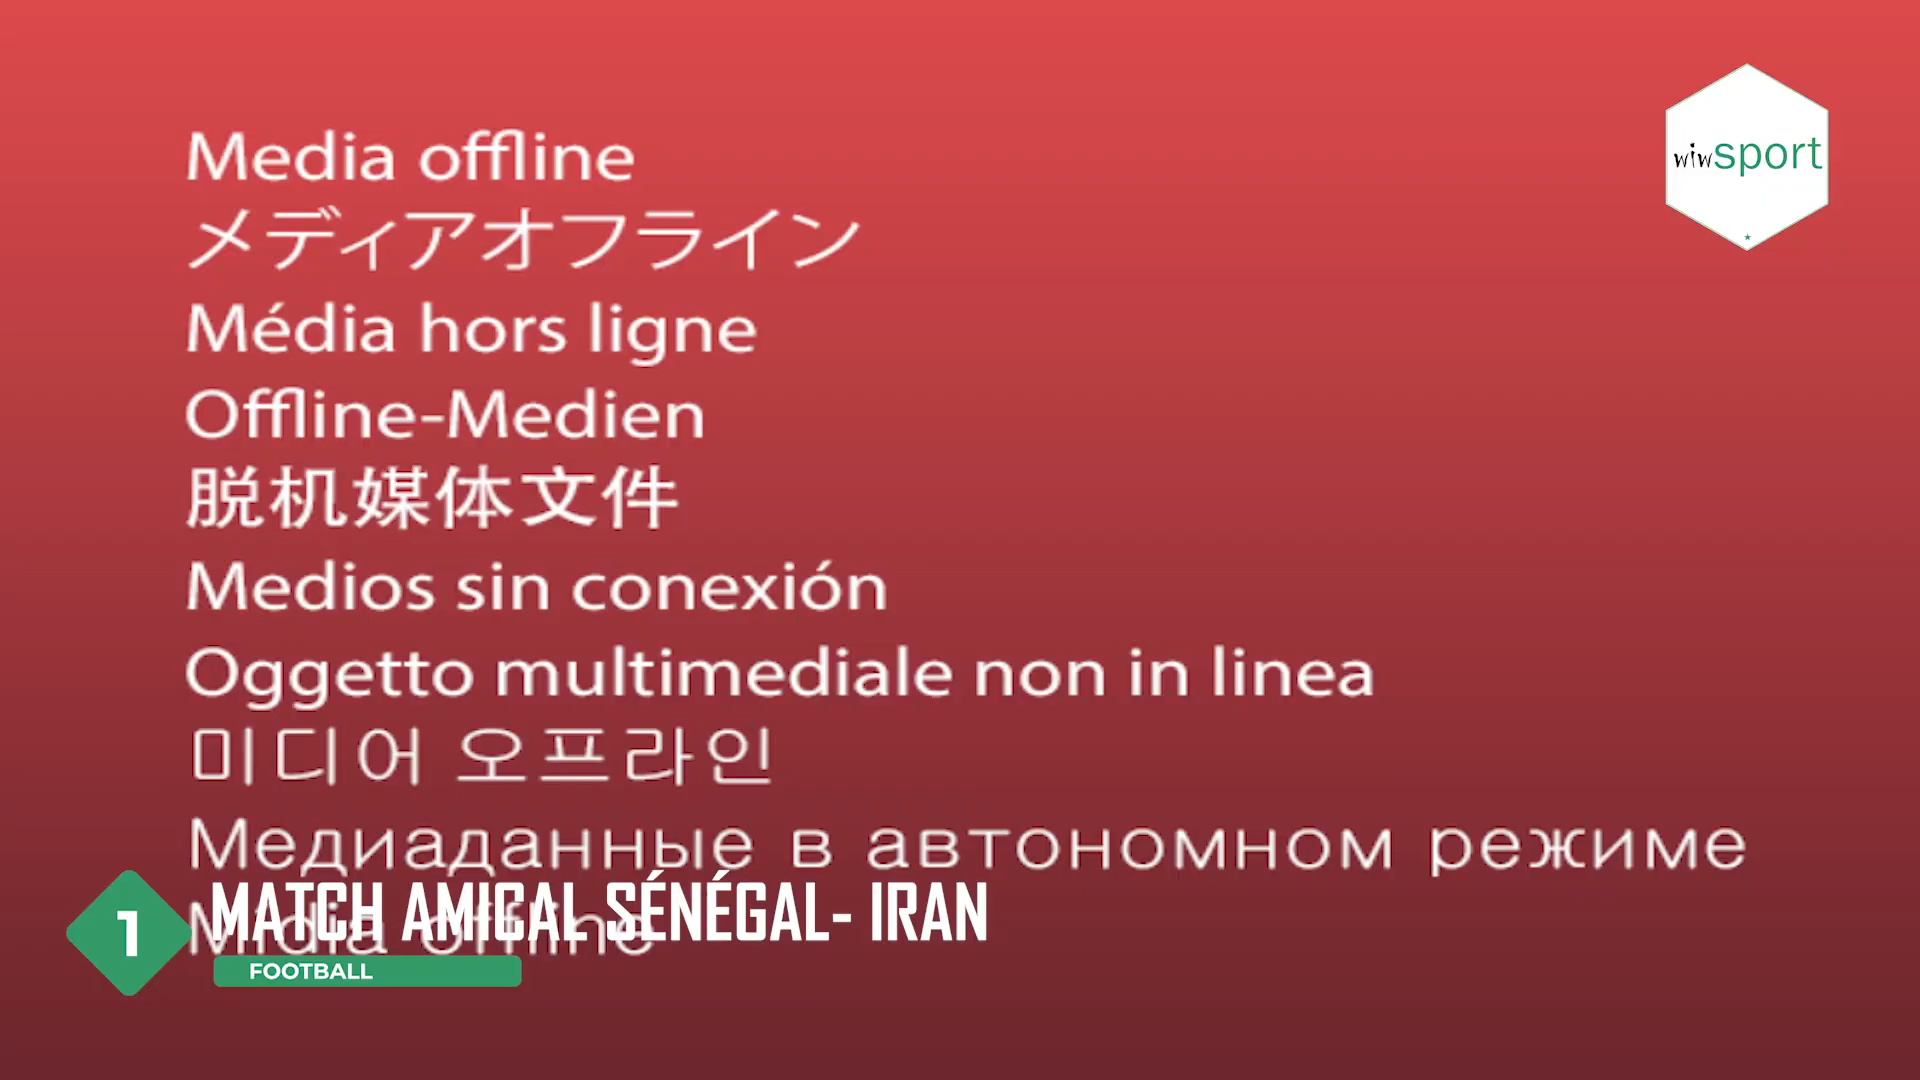 Media offline
wiwsport
メディアオフライン
Média hors ligne
Offline-Medien
脱机媒体文件
Medios sin conexión
Oggetto multimediale non in linea
미디어 오프라인
Медиаданные в автономном режиме
Mídia offline
1
MATCH AMICAL SÉNÉGAL- IRAN
FOOTBALL